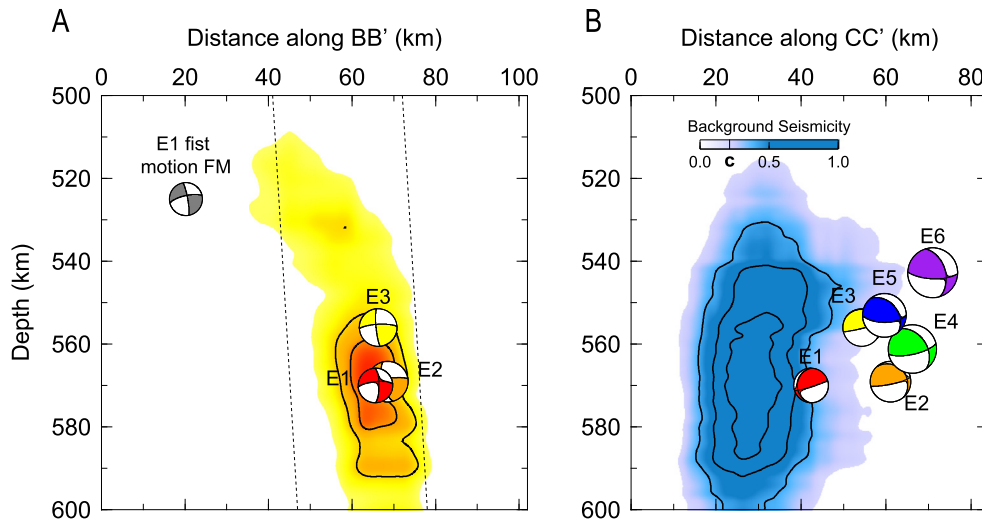 A
Distance along BB' (km)
0 20 40 60 80 100
Depth (km)
500
520
540
560
580
600
E1 fist
motion FM
E3
E1
E2
B
Distance along CC' (km)
0 20 40 60 80
500
520
540
560
580
600
Background Seismicity
0.0 c 0.5 1.0
E6
E5
E3
E4
E1
E2